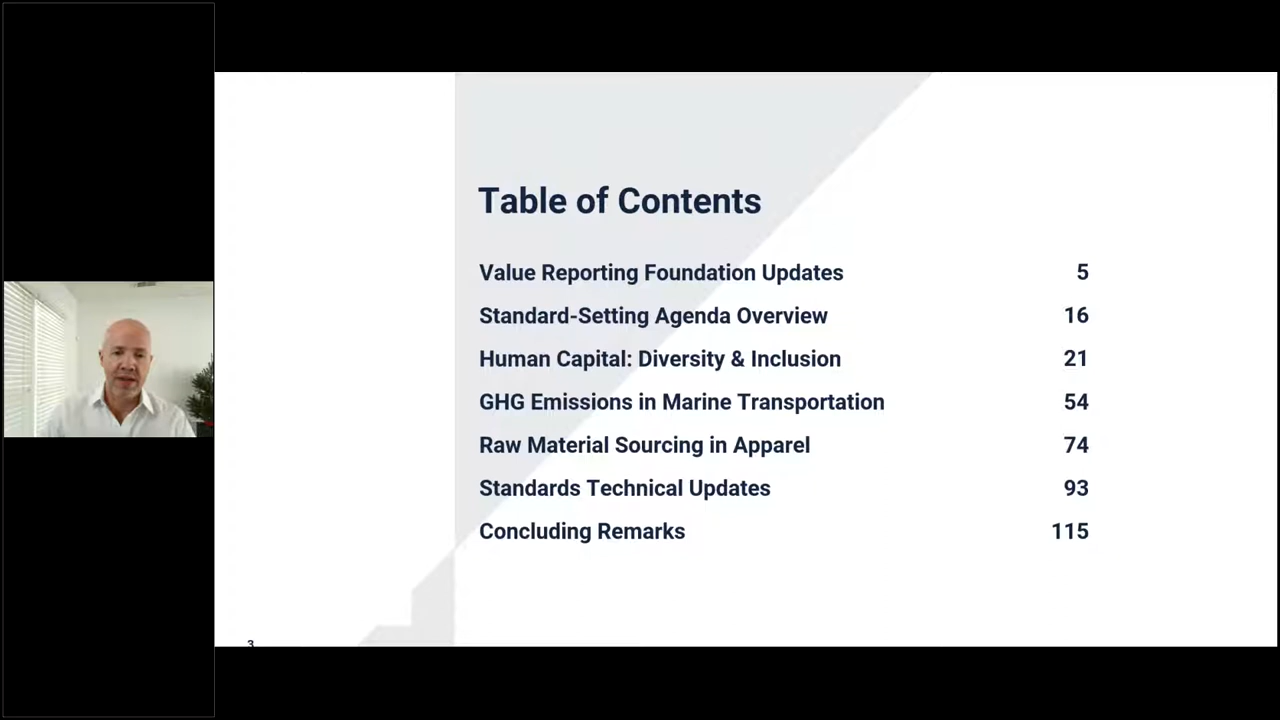 Table of Contents
Value Reporting Foundation Updates 5
Standard-Setting Agenda Overview 16
Human Capital: Diversity & Inclusion 21
GHG Emissions in Marine Transportation 54
Raw Material Sourcing in Apparel 74
Standards Technical Updates 93
Concluding Remarks 115
3